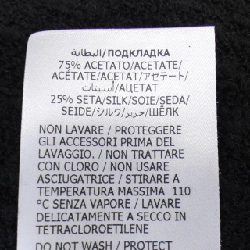 البطانة/ПОДКЛАДКА
75% ACETATO/ACETATE/
ACÉTATE/ACETAT/アセテート/
أسيتات/АЦЕТАТ
25% SETA/SILK/SOIE/SEDA/
SEIDE/シルク/حرير/ШЁЛК
NON LAVARE / PROTEGGERE
GLI ACCESSORI PRIMA DEL
LAVAGGIO. / NON TRATTARE
CON CLORO / NON USARE
ASCIUGATRICE / STIRARE A
TEMPERATURA MASSIMA 110
°C SENZA VAPORE / LAVARE
DELICATAMENTE A SECCO IN
TETRACLOROETILENE
DO NOT WASH / PROTECT